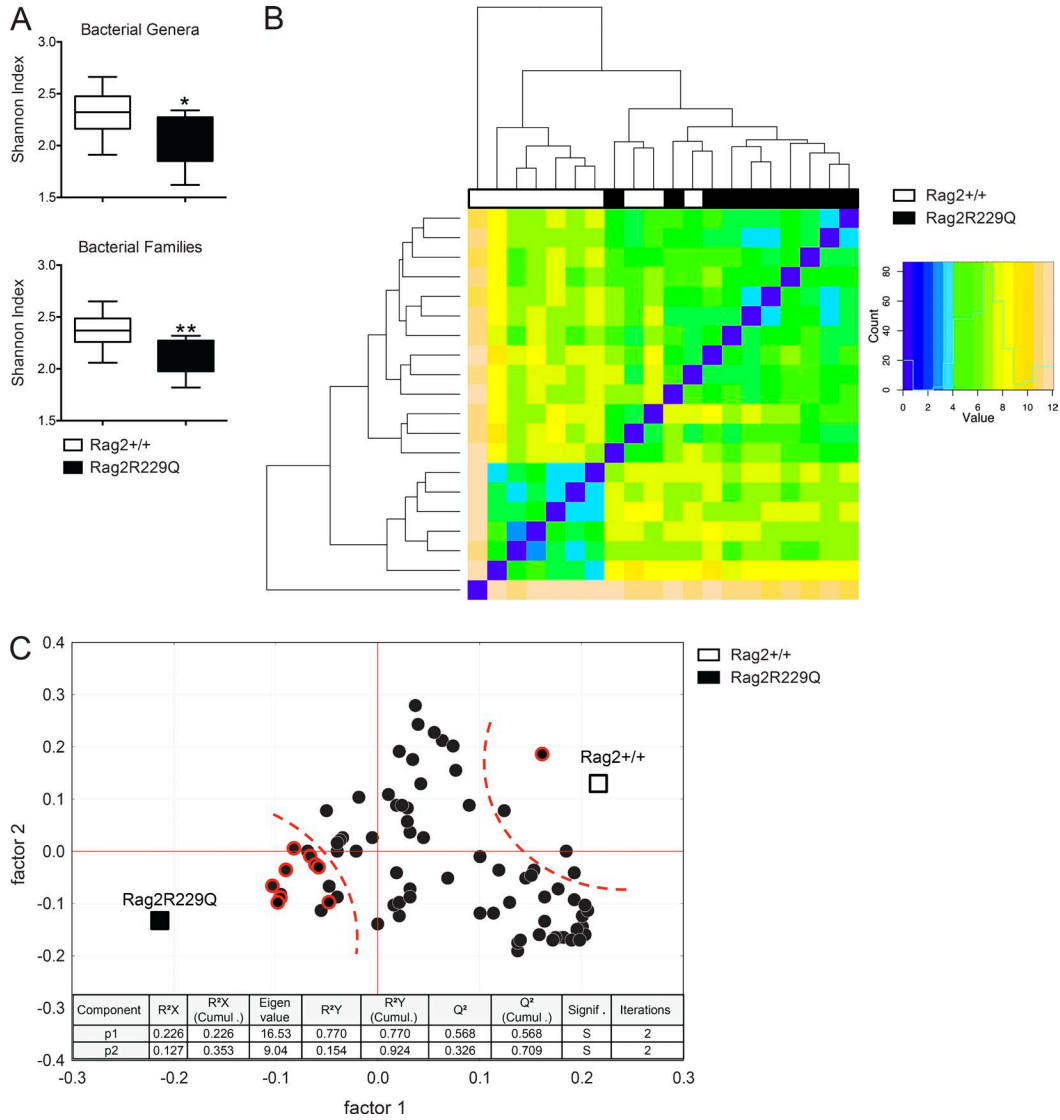 A
Bacterial Genera
3.0
2.5
2.0
1.5
Shannon Index
*
Bacterial Families
3.0
2.5
2.0
1.5
Shannon Index
**
Rag2+/+
Rag2R229Q
B
Rag2+/+
Rag2R229Q
Count
0 20 40 60 80
0 2 4 6 8 10 12
Value
C
Rag2+/+
Rag2R229Q
0.4
0.3
0.2
0.1
0.0
-0.1
-0.2
-0.3
-0.4
factor 2
Rag2+/+
Rag2R229Q
Component R²X R²X (Cumul.) Eigen value R²Y R²Y (Cumul.) Q² Q² (Cumul.) Signif. Iterations
p1 0.226 0.226 16.53 0.770 0.770 0.568 0.568 S 2
p2 0.127 0.353 9.04 0.154 0.924 0.326 0.709 S 2
-0.3 -0.2 -0.1 0.0 0.1 0.2 0.3
factor 1